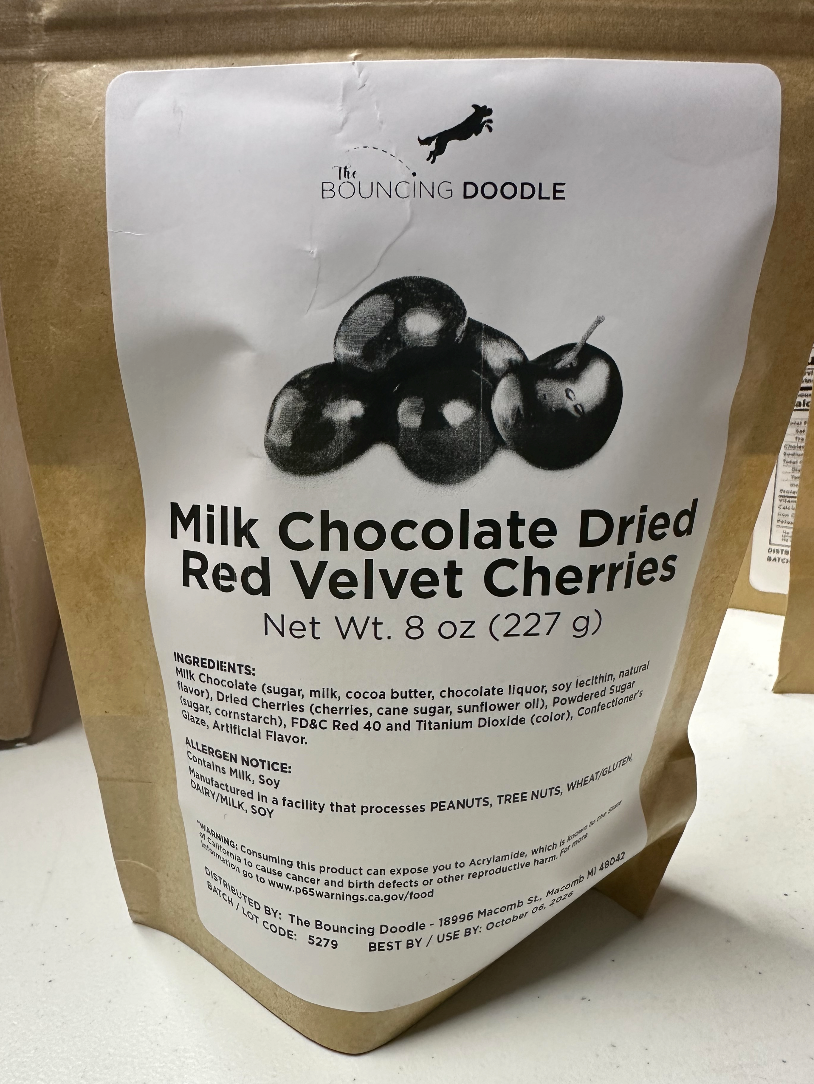 The
BOUNCING DOODLE
Milk Chocolate Dried
Red Velvet Cherries
Net Wt. 8 oz (227 g)
INGREDIENTS:
Milk Chocolate (sugar, milk, cocoa butter, chocolate liquor, soy lecithin, natural
flavor), Dried Cherries (cherries, cane sugar, sunflower oil), Powdered Sugar
(sugar, cornstarch), FD&C Red 40 and Titanium Dioxide (color), Confectioner's
Glaze, Artificial Flavor.
ALLERGEN NOTICE:
Contains Milk, Soy
Manufactured in a facility that processes PEANUTS, TREE NUTS, WHEAT/GLUTEN,
DAIRY/MILK, SOY
*WARNING: Consuming this product can expose you to Acrylamide, which is known to the State
of California to cause cancer and birth defects or other reproductive harm. For more
information go to www.p65warnings.ca.gov/food
DISTRIBUTED BY: The Bouncing Doodle - 18996 Macomb St., Macomb MI 48042
BATCH / LOT CODE: 5279 BEST BY / USE BY: October 06, 2026